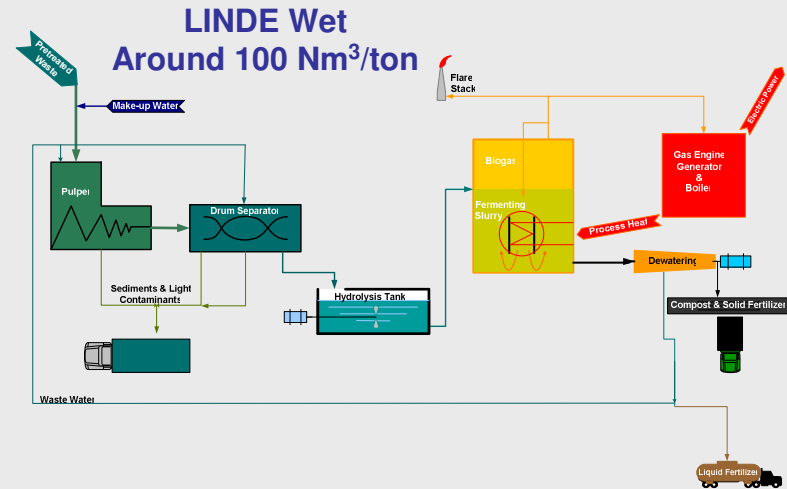 LINDE Wet
Around 100 Nm³/ton
Pretreated
Waste
Make-up Water
Flare
Stack
Electric Power
Biogas
Gas Engine
Generator
&
Boiler
Pulper
Drum Separator
Fermenting
Slurry
Process Heat
Dewatering
Sediments & Light
Contaminants
Hydrolysis Tank
Compost & Solid Fertilizer
Waste Water
Liquid Fertilizer